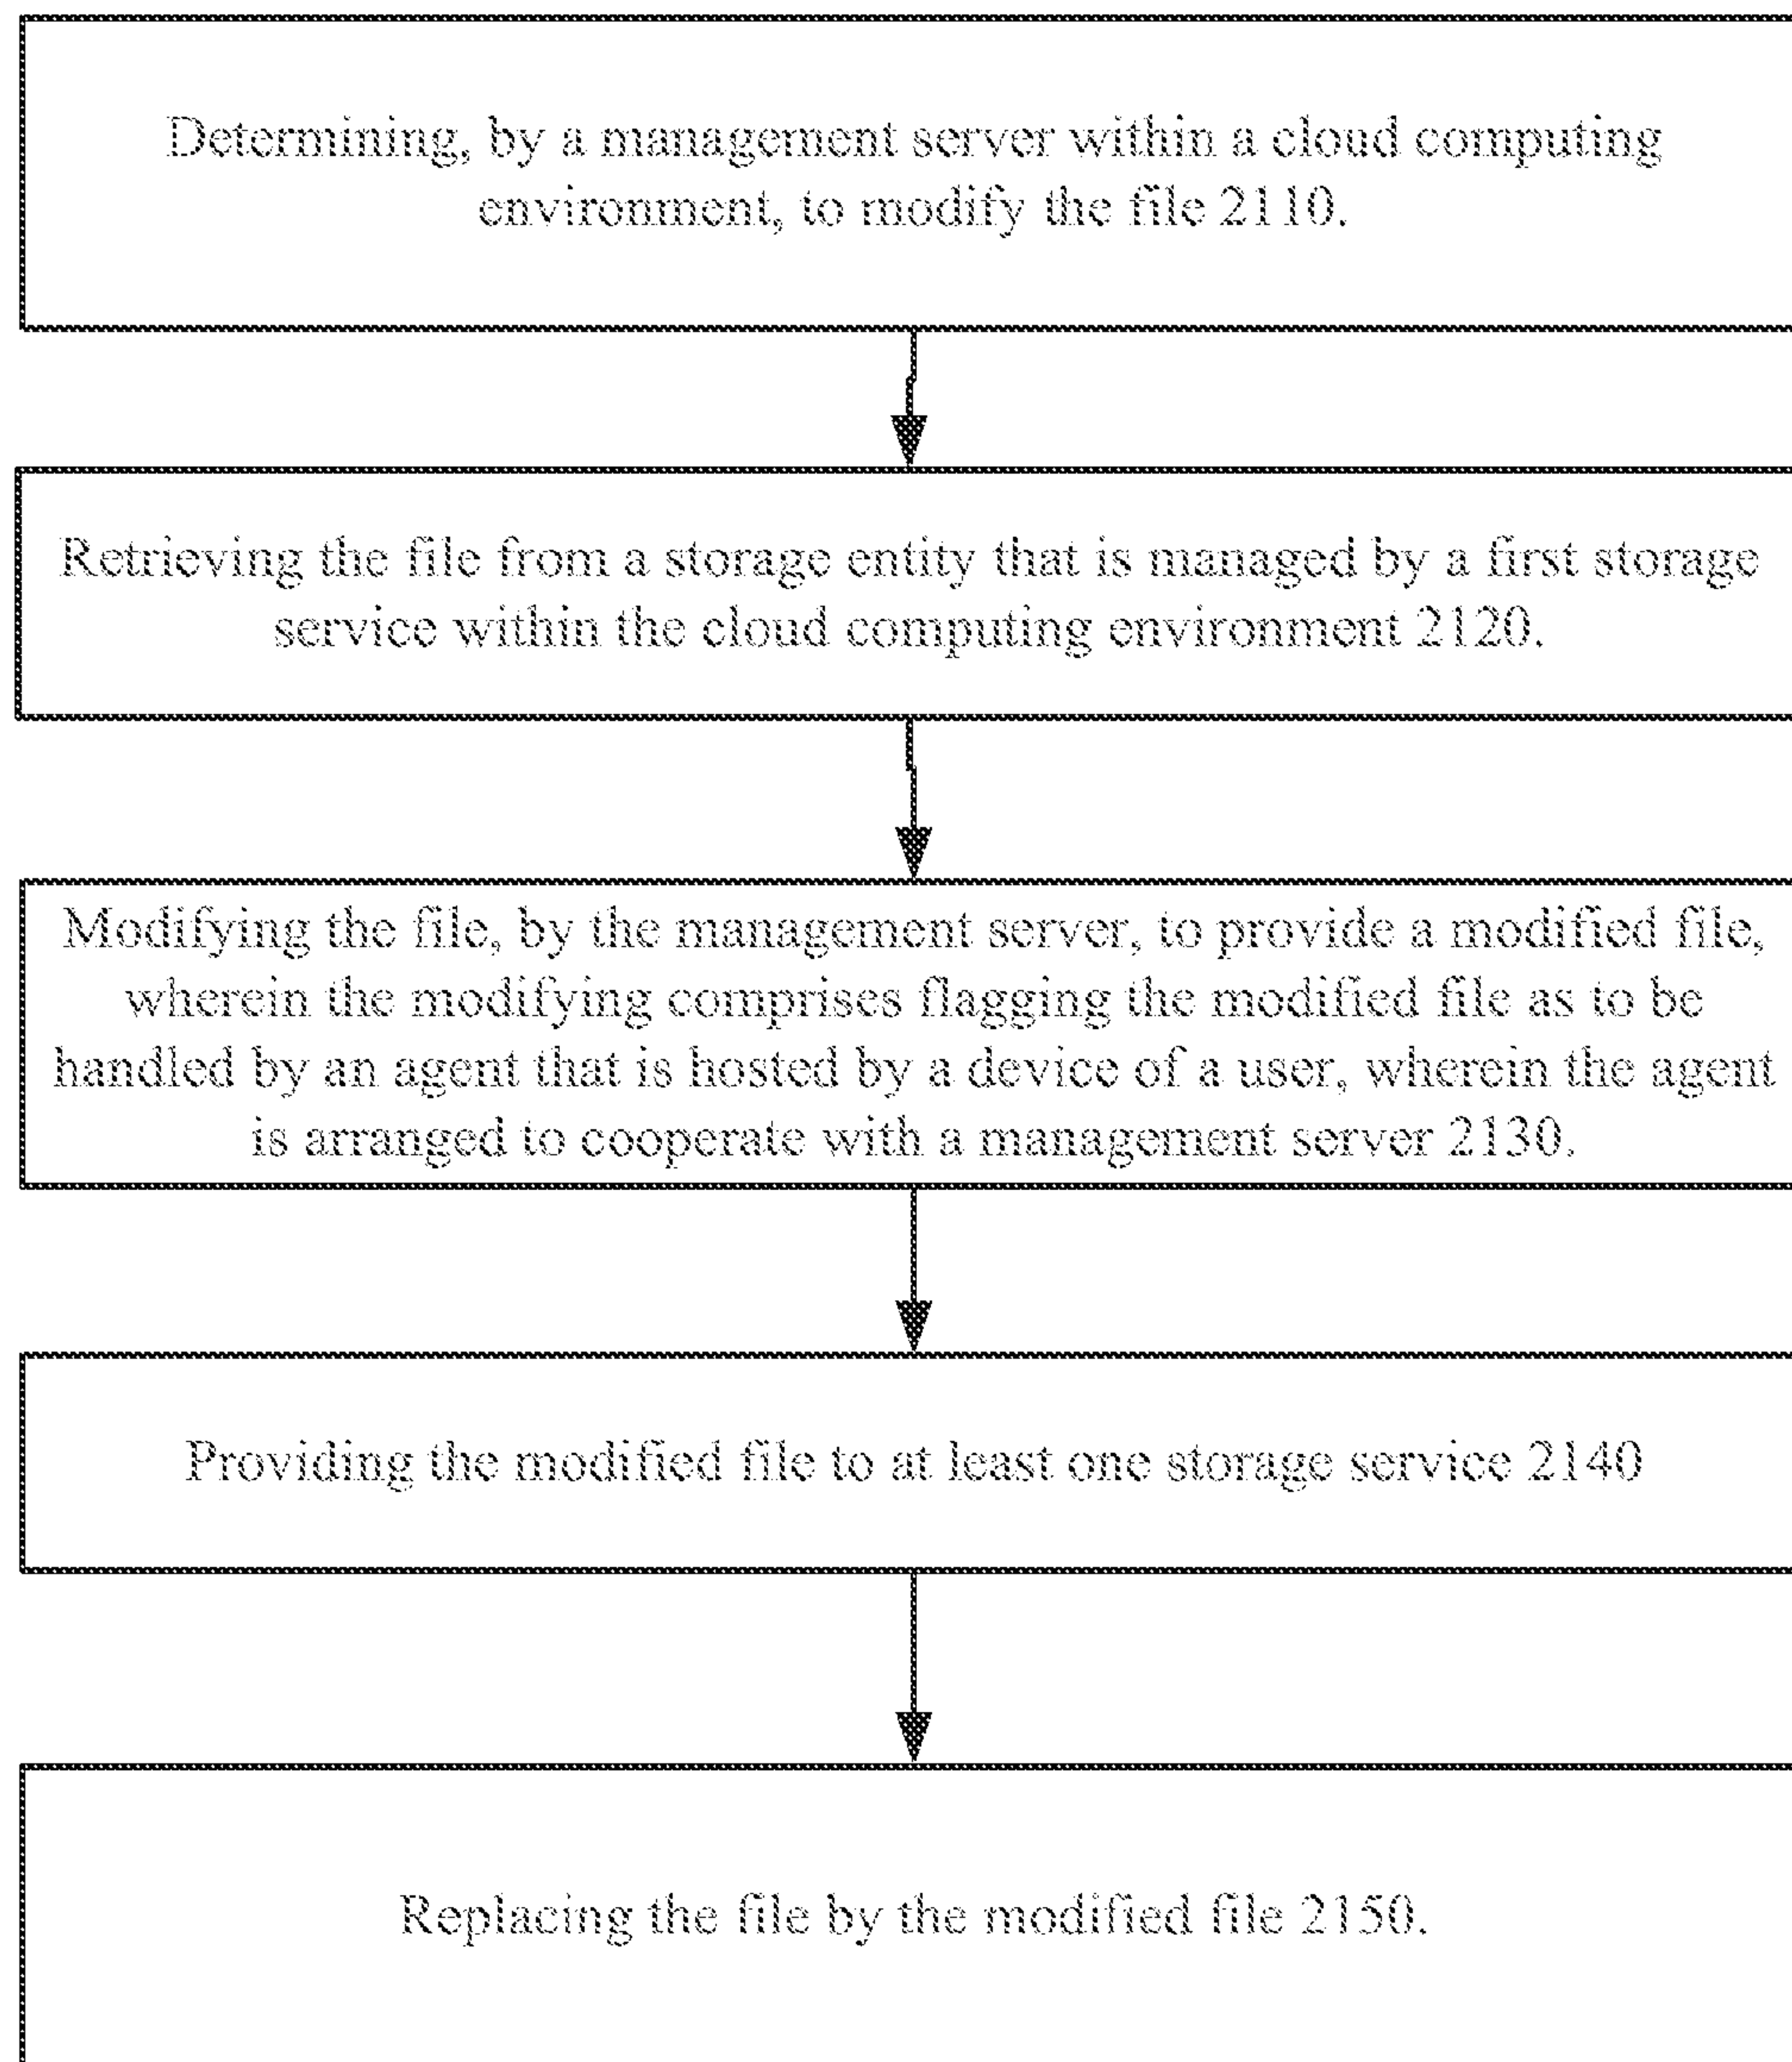 Determining, by a management server within a cloud computing
environment, to modify the file 2110.
Retrieving the file from a storage entity that is managed by a first storage
service within the cloud computing environment 2120.
Modifying the file, by the management server, to provide a modified file,
wherein the modifying comprises flagging the modified file as to be
handled by an agent that is hosted by a device of a user, wherein the agent
is arranged to cooperate with a management server 2130.
Providing the modified file to at least one storage service 2140
Replacing the file by the modified file 2150.